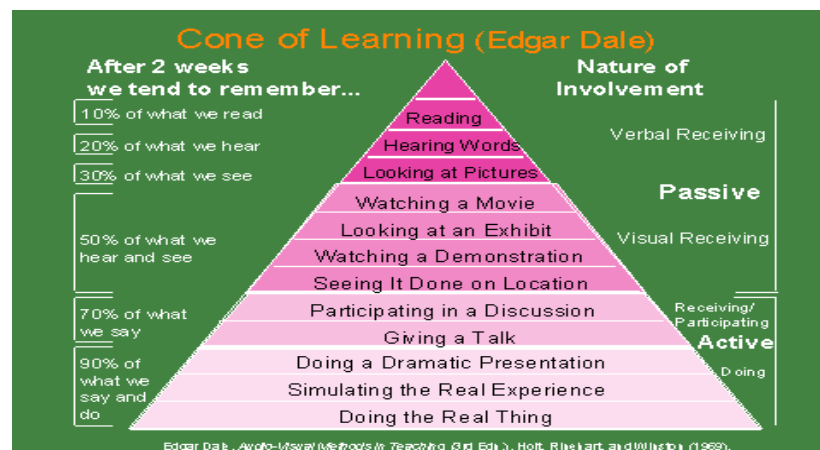 Cone of Learning (Edgar Dale)
After 2 weeks
we tend to remember...
Nature of
Involvement
10% of what we read
Reading
Verbal Receiving
20% of what we hear
Hearing Words
30% of what we see
Looking at Pictures
Passive
50% of what we
hear and see
Watching a Movie
Looking at an Exhibit
Watching a Demonstration
Seeing It Done on Location
Visual Receiving
70% of what
we say
Participating in a Discussion
Giving a Talk
Receiving/
Participating
Active
90% of
what we
say and
do
Doing a Dramatic Presentation
Simulating the Real Experience
Doing the Real Thing
Doing
Edgar Dale, Audio-Visual Methods in Teaching (3rd Edn.), Holt, Rinehart, and Winston (1969).